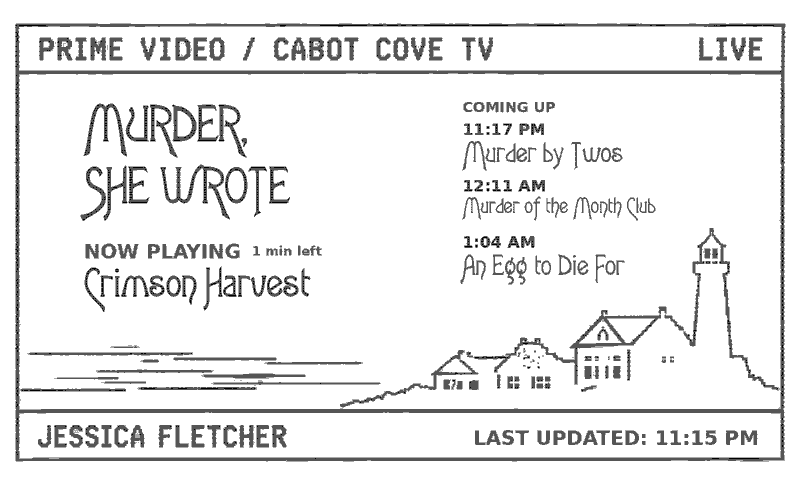 PRIME VIDEO / CABOT COVE TV
LIVE
MURDER,
SHE WROTE
NOW PLAYING 1 min left
Crimson Harvest
COMING UP
11:17 PM
Murder by Twos
12:11 AM
Murder of the Month Club
1:04 AM
An Egg to Die For
JESSICA FLETCHER
LAST UPDATED: 11:15 PM